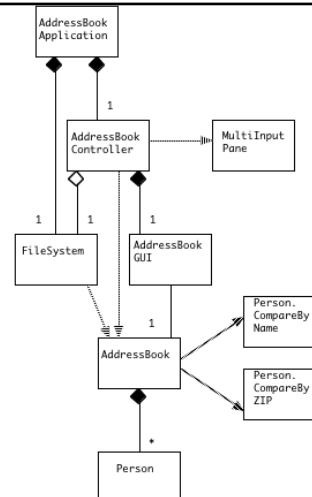 AddressBook
Application
1
AddressBook
Controller
MultiInput
Pane
1
1
1
FileSystem
AddressBook
GUI
Person.
CompareBy
Name
1
AddressBook
Person.
CompareBy
ZIP
*
Person